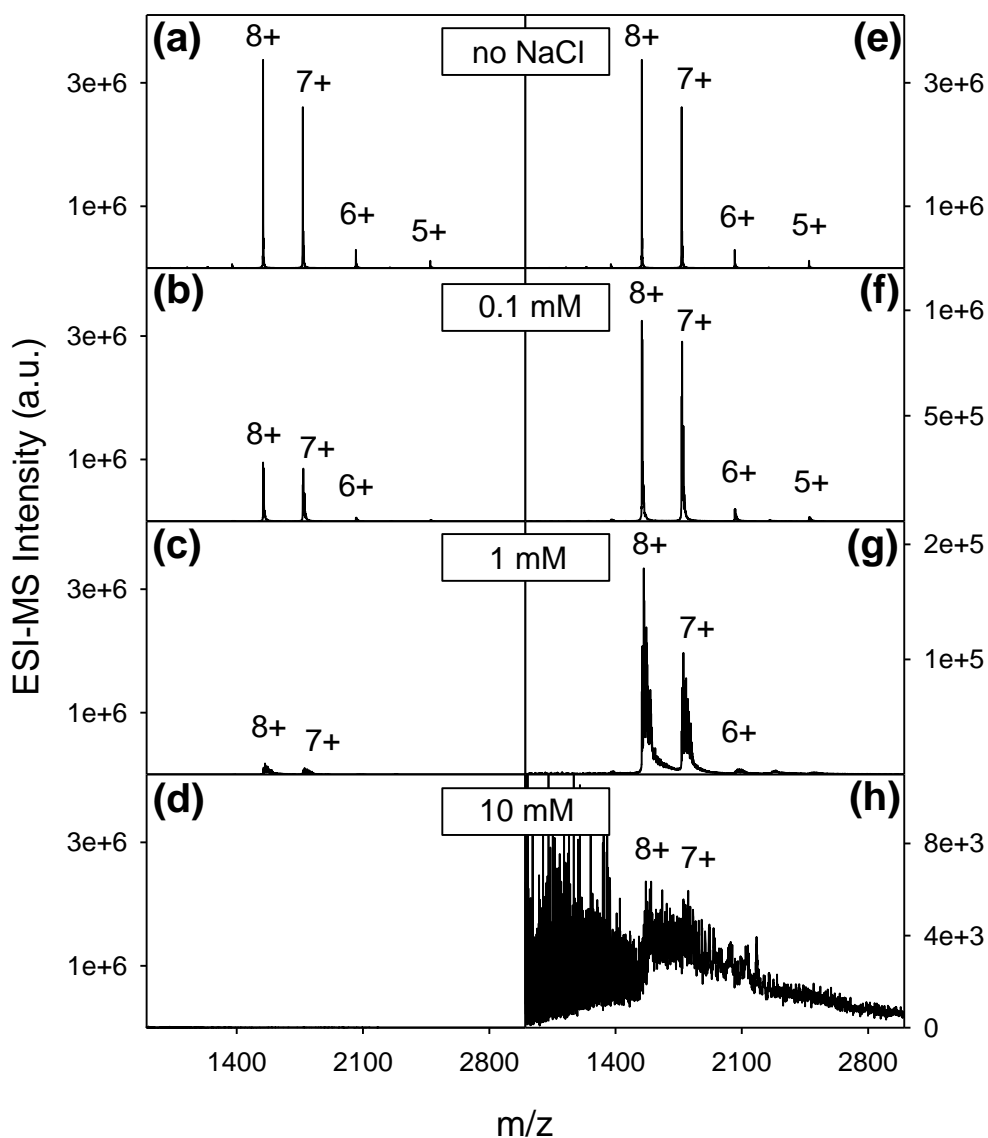 (a) 8+ 7+ 6+ 5+
no NaCl
(e) 8+ 7+ 6+ 5+
3e+6
1e+6
3e+6
1e+6
(b) 8+ 7+ 6+
0.1 mM
(f) 8+ 7+ 6+ 5+
3e+6
1e+6
1e+6
5e+5
(c) 8+ 7+
1 mM
(g) 8+ 7+ 6+
3e+6
1e+6
2e+5
1e+5
(d)
10 mM
(h) 8+ 7+
3e+6
1e+6
8e+3
4e+3
0
1400 2100 2800 1400 2100 2800
m/z
ESI-MS Intensity (a.u.)